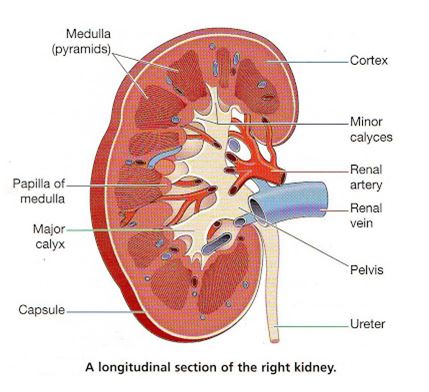 Medulla
(pyramids)
Cortex
Minor
calyces
Renal
artery
Papilla of
medulla
Renal
vein
Major
calyx
Pelvis
Capsule
Ureter
A longitudinal section of the right kidney.